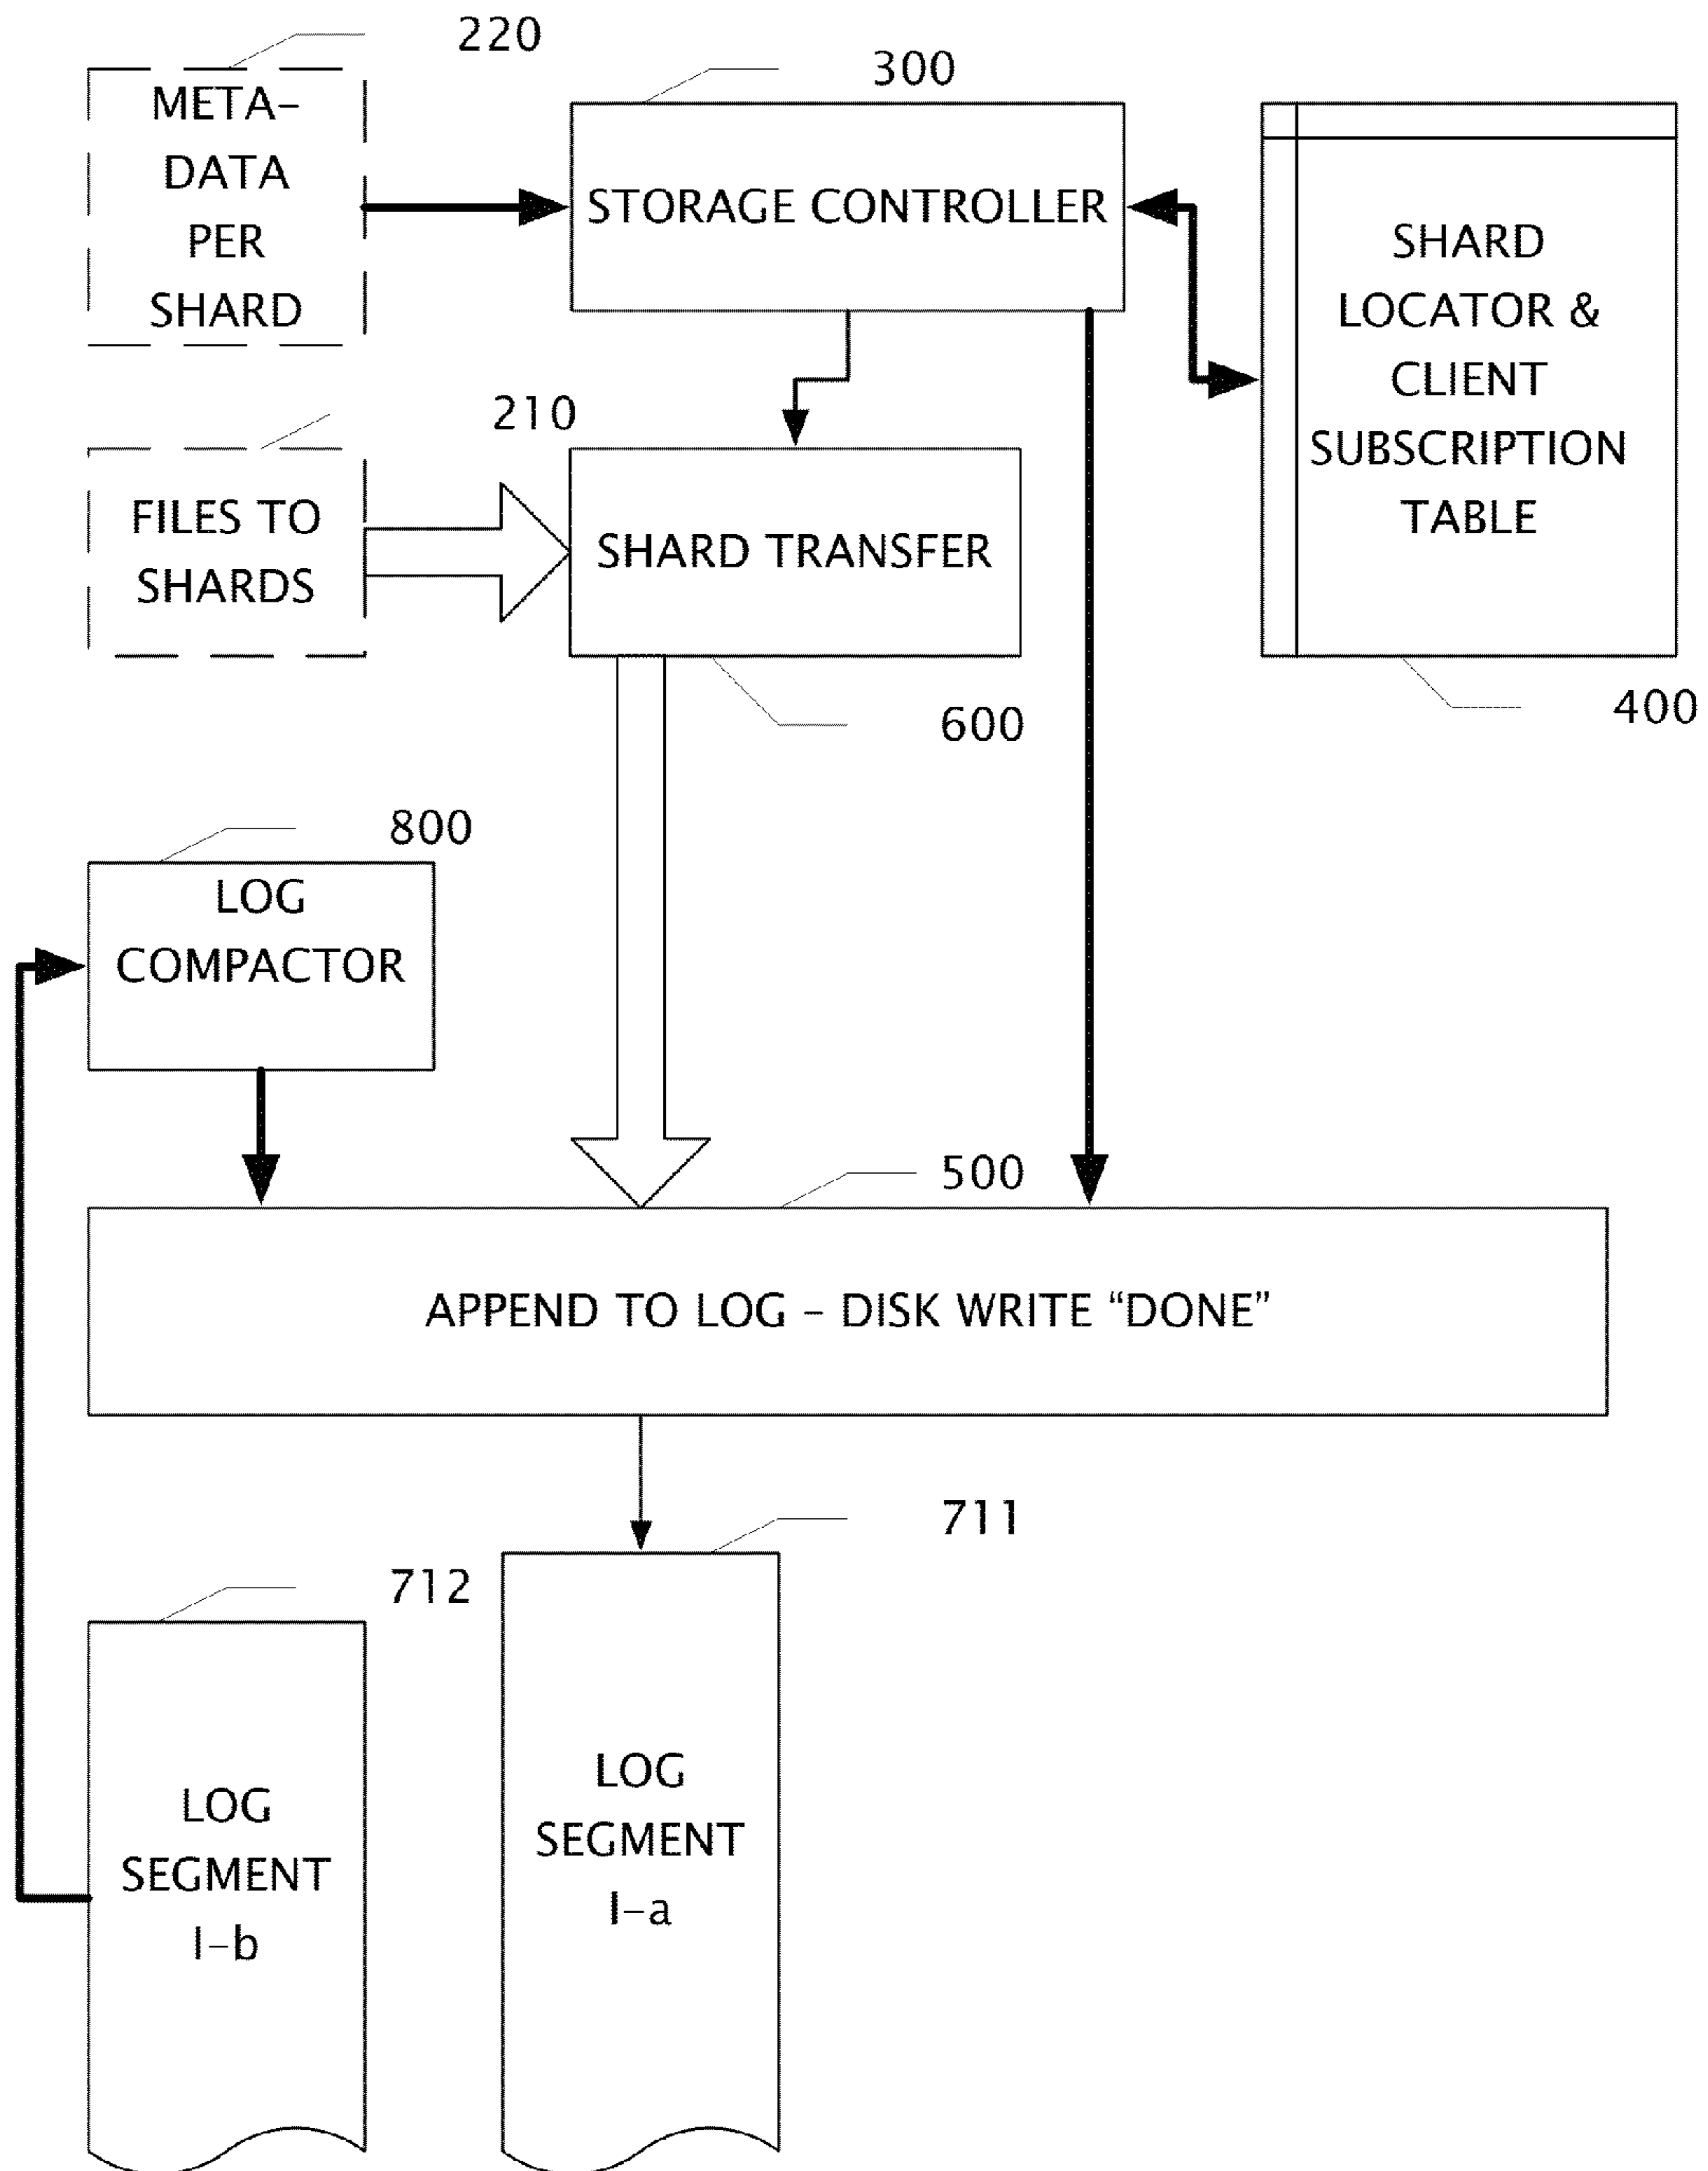 220
META-
DATA
PER
SHARD
300
STORAGE CONTROLLER
SHARD
LOCATOR &
CLIENT
SUBSCRIPTION
TABLE
400
210
FILES TO
SHARDS
SHARD TRANSFER
600
800
LOG
COMPACTOR
500
APPEND TO LOG – DISK WRITE “DONE”
711
712
LOG
SEGMENT
I-b
LOG
SEGMENT
I-a